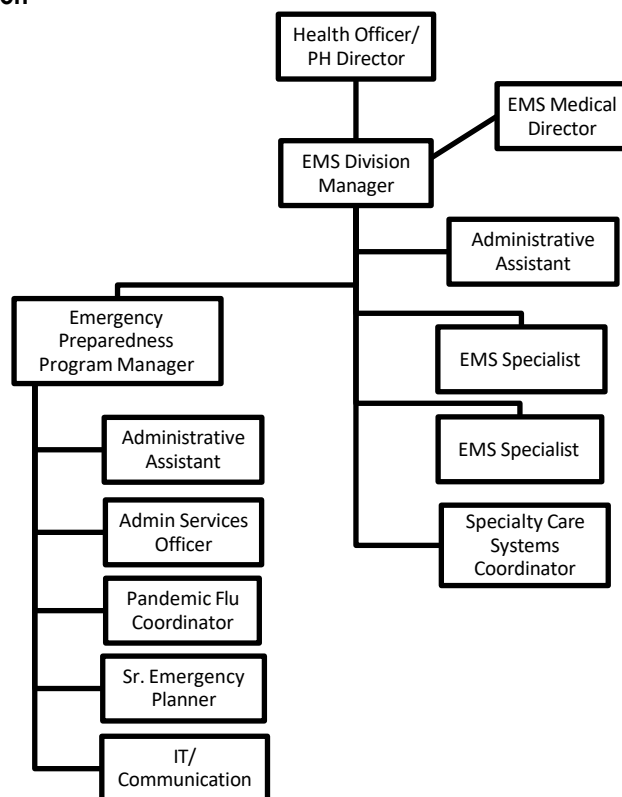 Health Officer/
PH Director
EMS Medical
Director
EMS Division
Manager
Administrative
Assistant
Emergency
Preparedness
Program Manager
EMS Specialist
Administrative
Assistant
EMS Specialist
Admin Services
Officer
Specialty Care
Systems
Coordinator
Pandemic Flu
Coordinator
Sr. Emergency
Planner
IT/
Communication